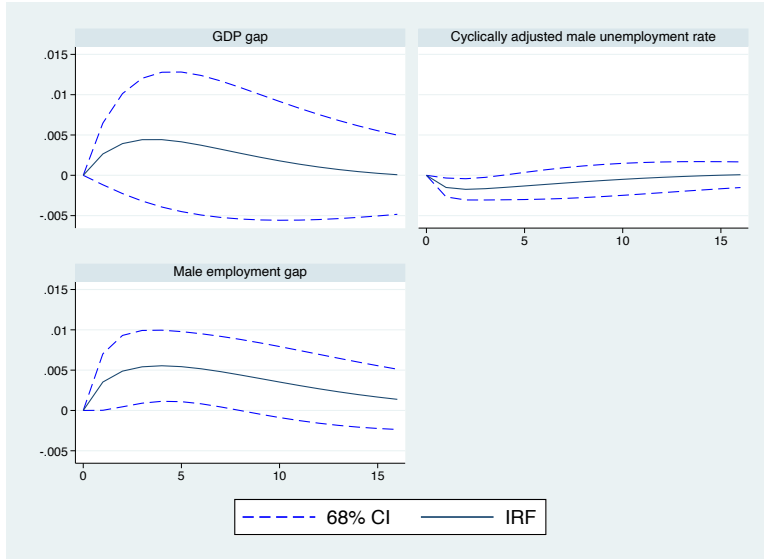 GDP gap
Cyclically adjusted male unemployment rate
.015
.01
.005
0
-.005
0 5 10 15
Male employment gap
.015
.01
.005
0
-.005
0 5 10 15
68% CI IRF